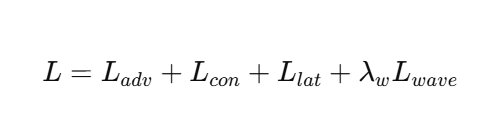 L = L_{adv} + L_{con} + L_{lat} + λ_w L_{wave}